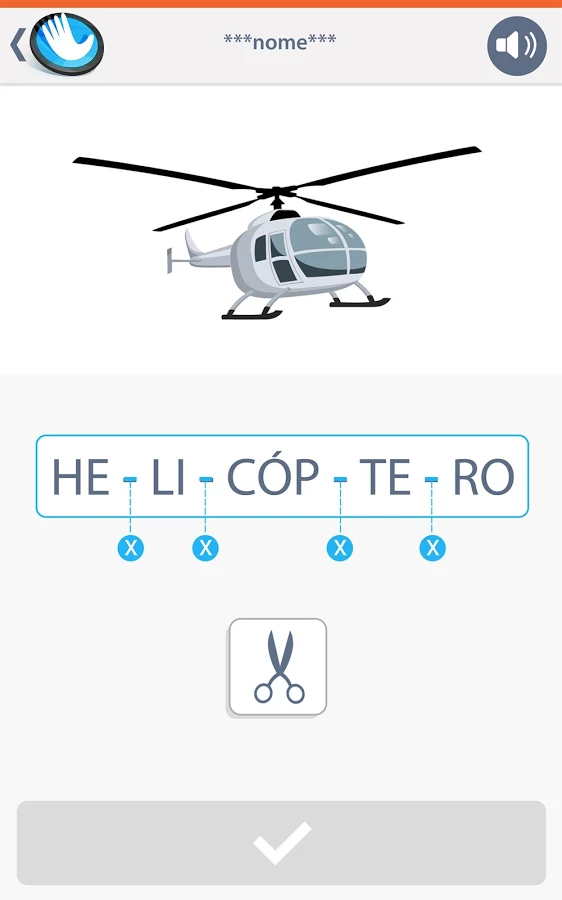 ***nome***
HE - LI - CÓP - TE - RO
X X X X